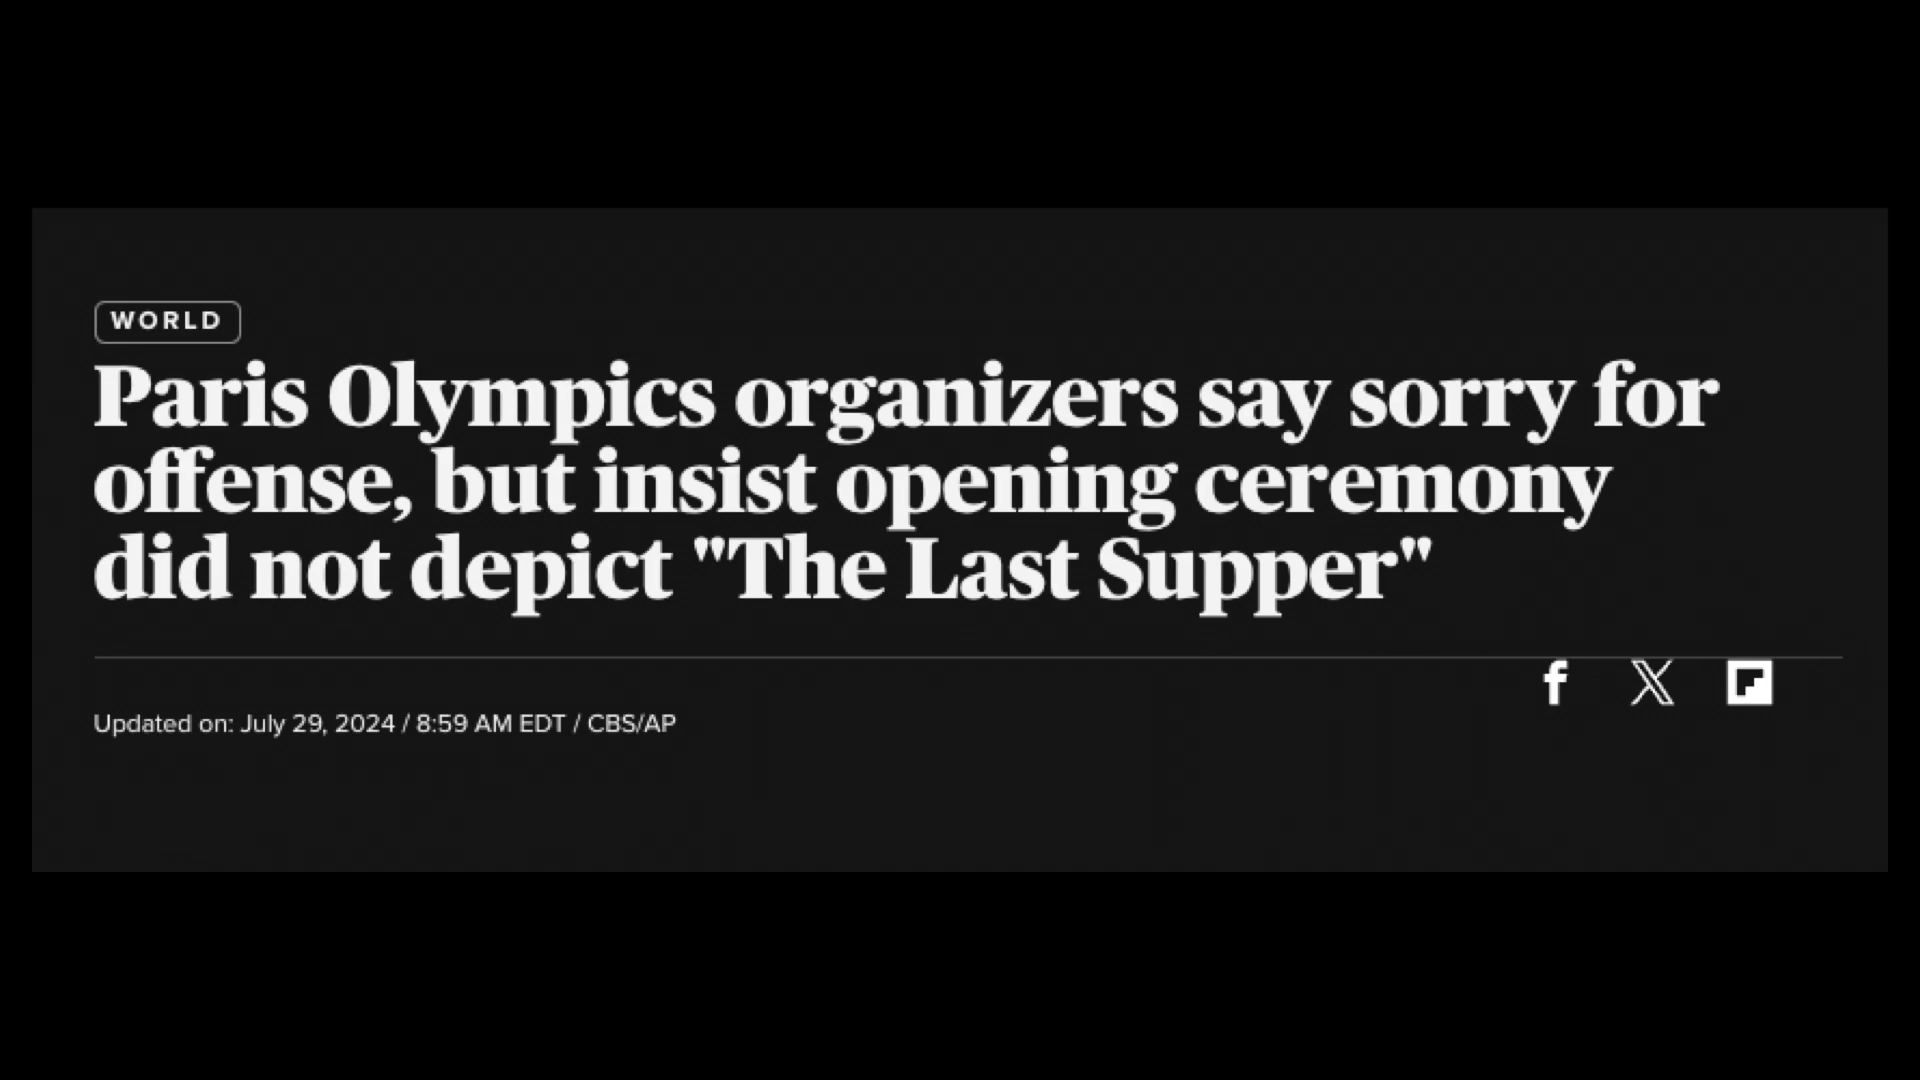 WORLD
Paris Olympics organizers say sorry for
offense, but insist opening ceremony
did not depict "The Last Supper"
Updated on: July 29, 2024 / 8:59 AM EDT / CBS/AP